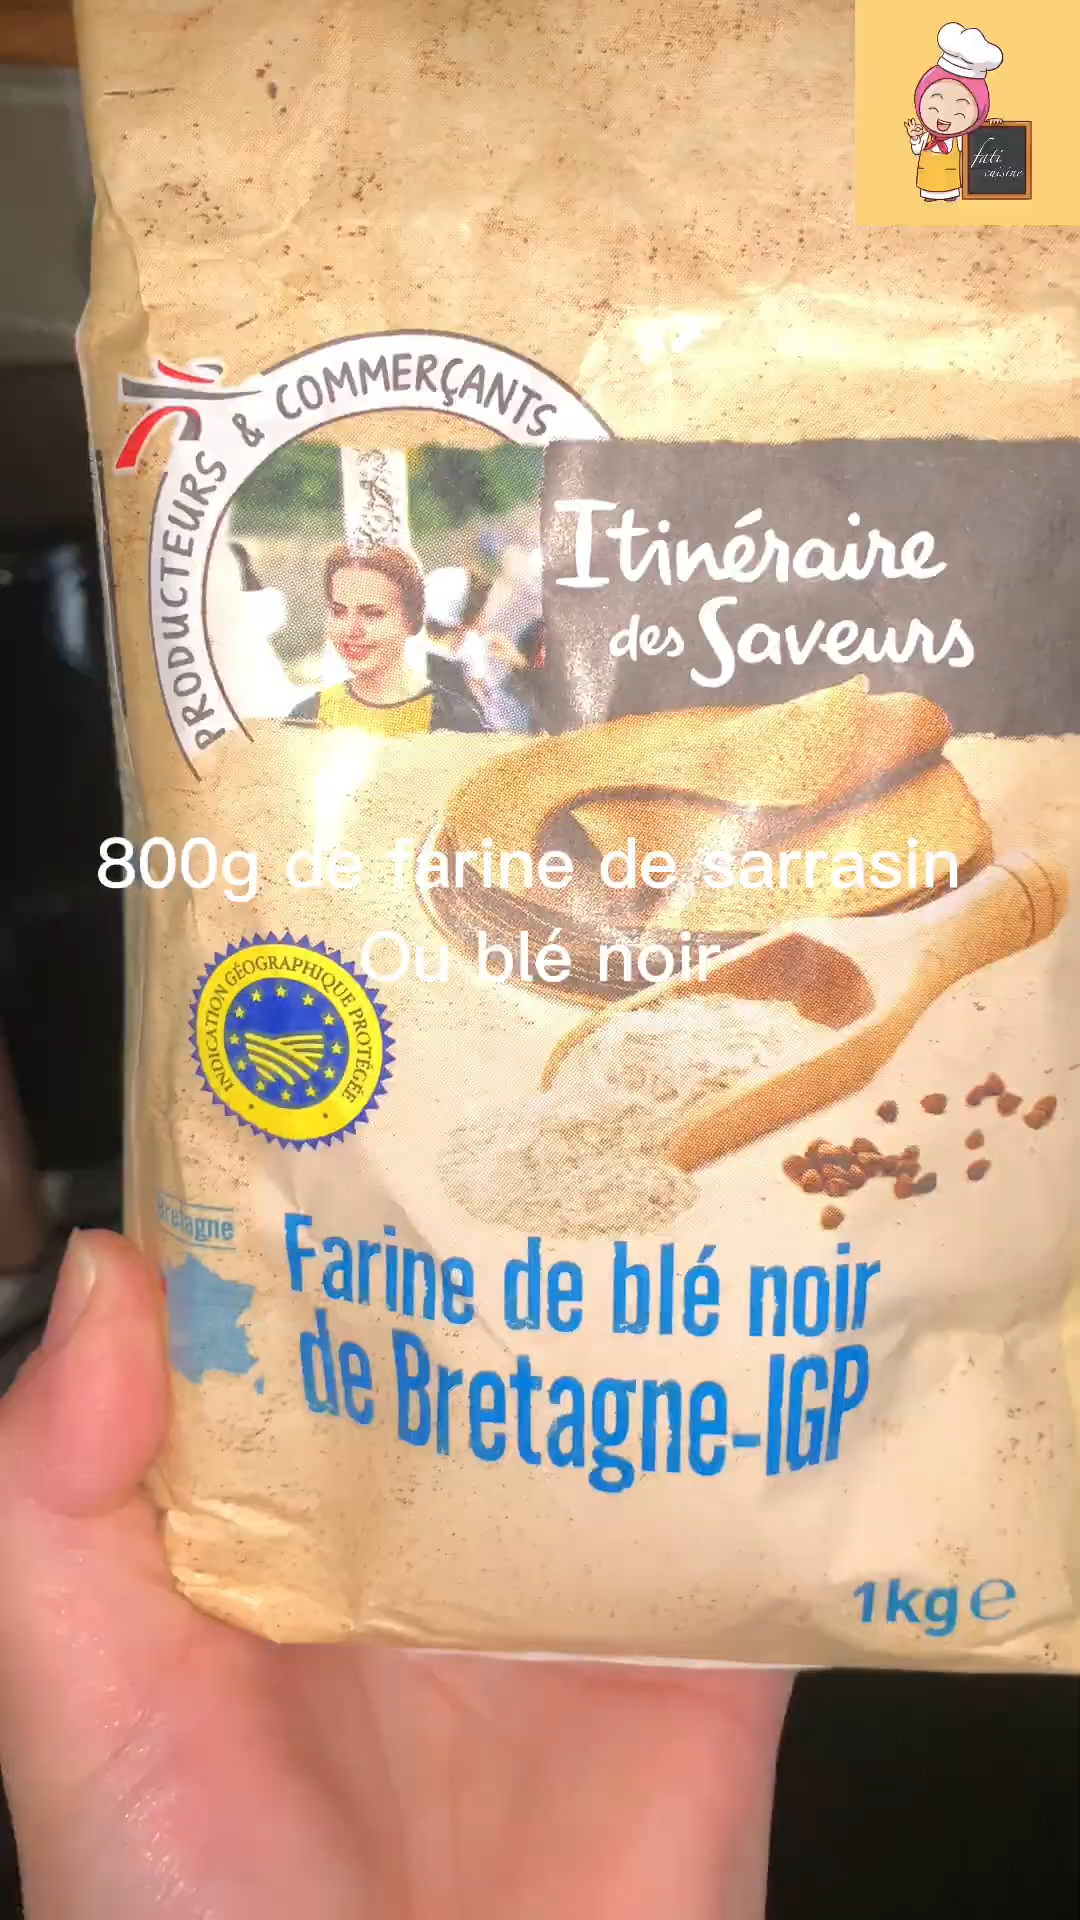 fati
cuisine
PRODUCTEURS & COMMERÇANTS
Itinéraire
des Saveurs
800g de farine de sarrasin
Ou blé noir
INDICATION GÉOGRAPHIQUE PROTÉGÉE
Bretagne
Farine de blé noir
de Bretagne-IGP
1kg e